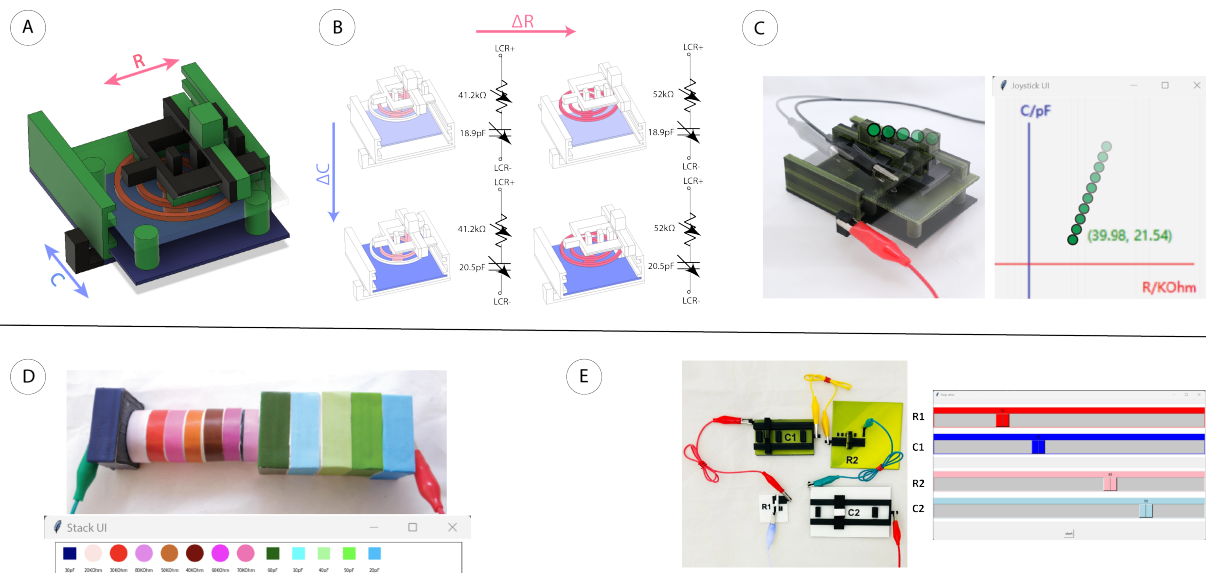 A
R
C
B
ΔR
ΔC
LCR+
41.2kΩ
18.9pF
LCR-
LCR+
52kΩ
18.9pF
LCR-
LCR+
41.2kΩ
20.5pF
LCR-
LCR+
52kΩ
20.5pF
LCR-
C
Joystick UI
C/pF
(39.98, 21.54)
R/KOhm
D
Stack UI
30pF 20KOhm 30KOhm 80KOhm 50KOhm 40KOhm 60KOhm 70KOhm 60pF 10pF 40pF 50pF 20pF
E
C1
R2
R1
C2
R1
C1
R2
C2